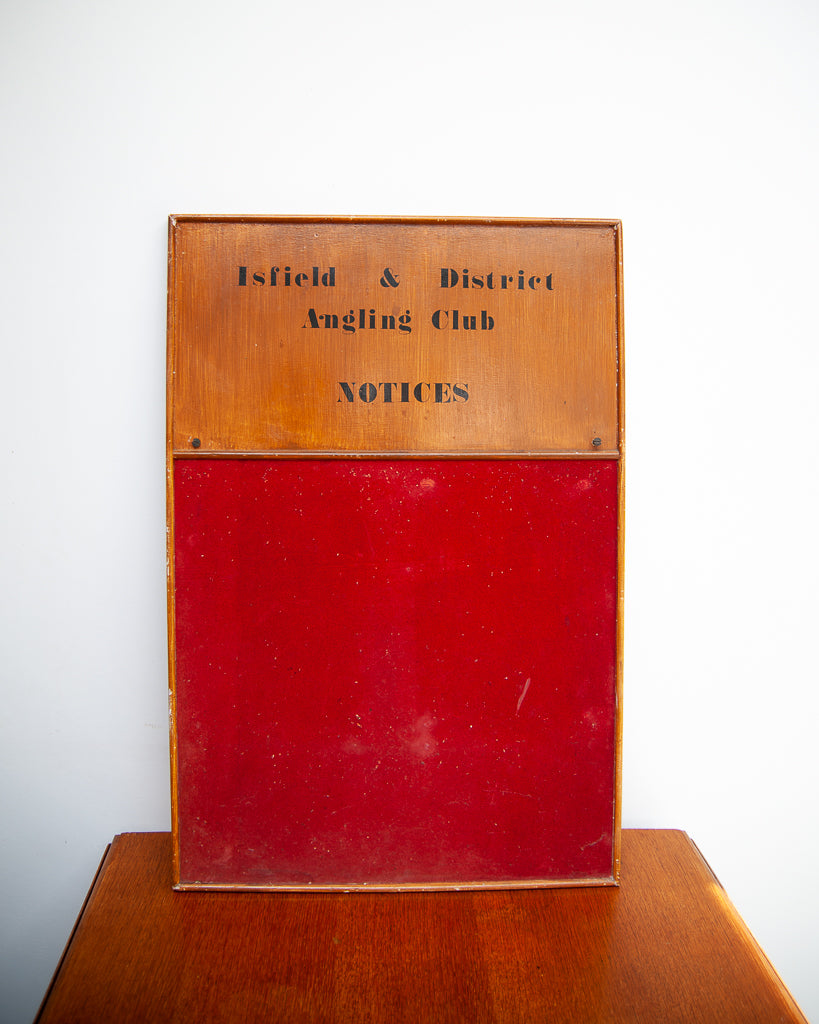 Isfield & District
Angling Club
NOTICES